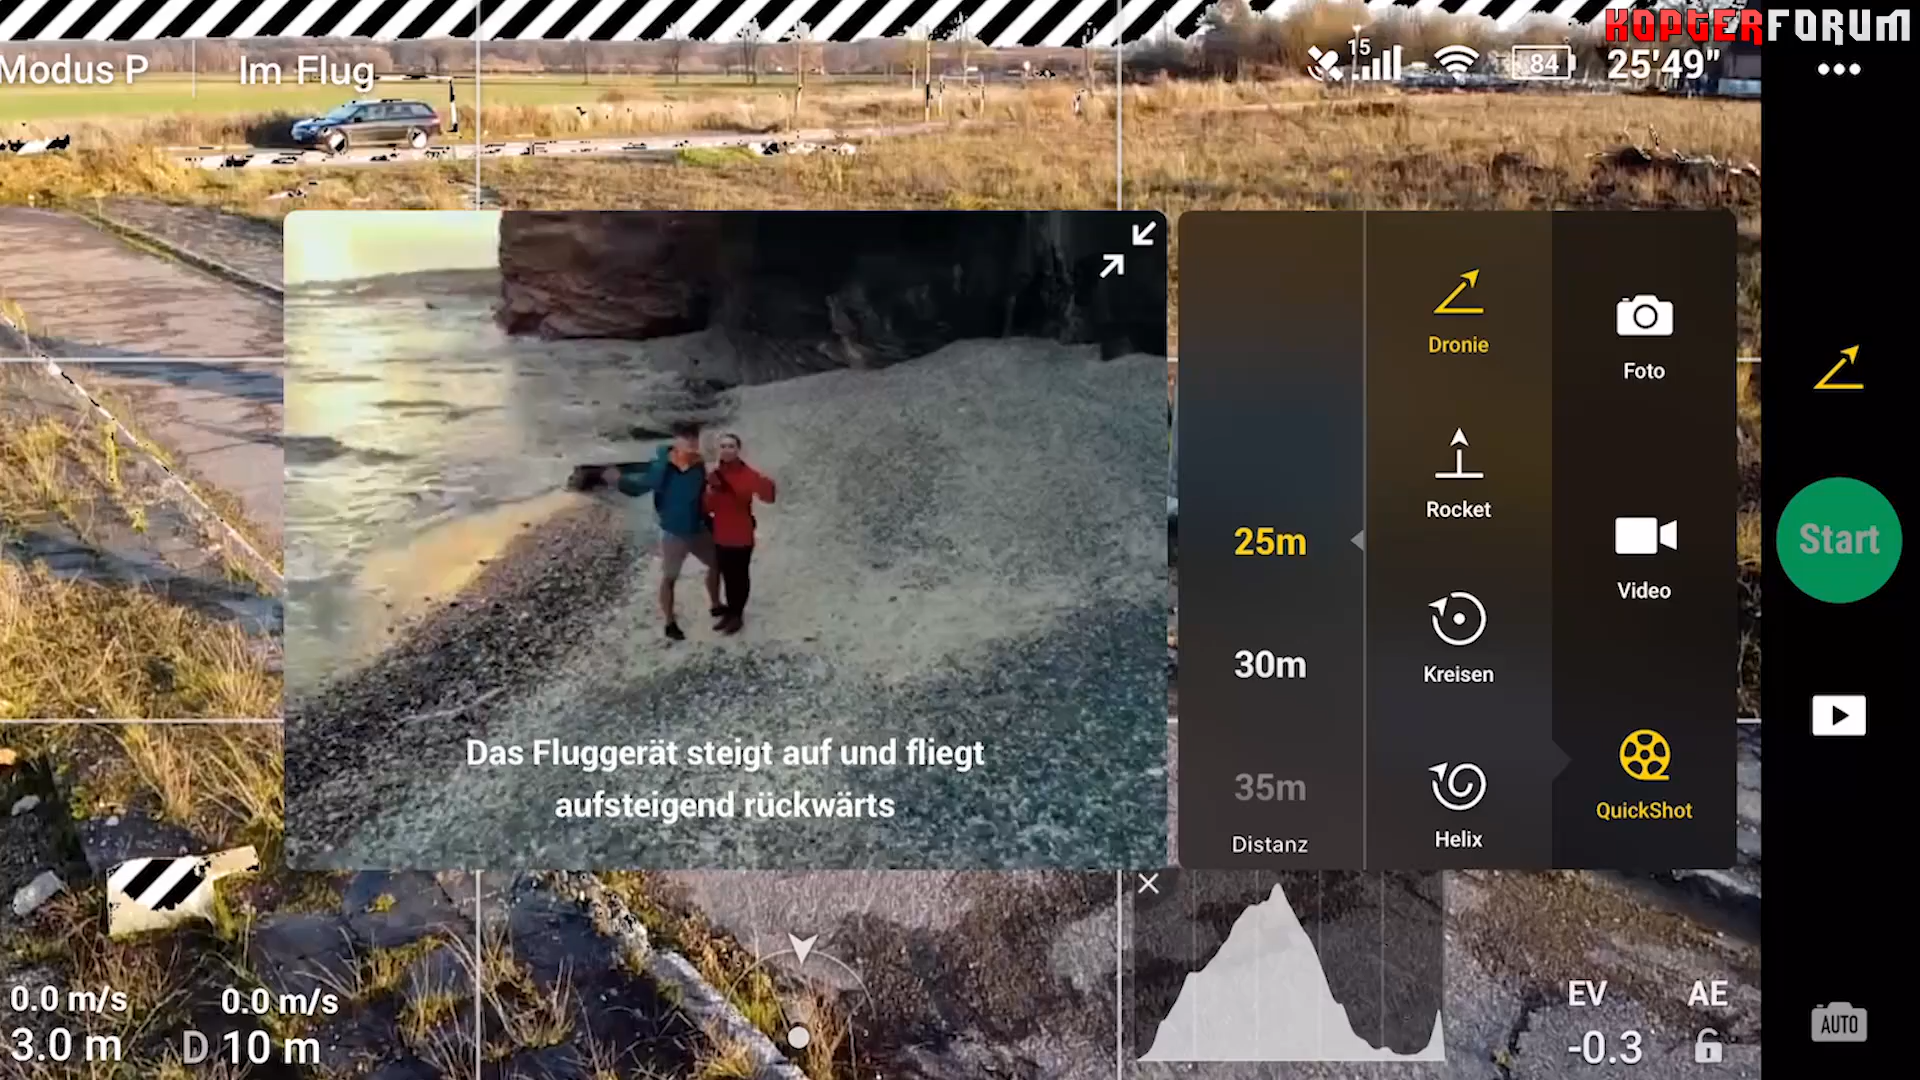 KOPTERFORUM
Modus P
Im Flug
15
84
25'49"
Dronie
Foto
Rocket
25m
Start
Video
30m
Kreisen
Das Fluggerät steigt auf und fliegt
aufsteigend rückwärts
35m
Distanz
Helix
QuickShot
0.0 m/s
0.0 m/s
3.0 m
D 10 m
EV
AE
-0.3
AUTO